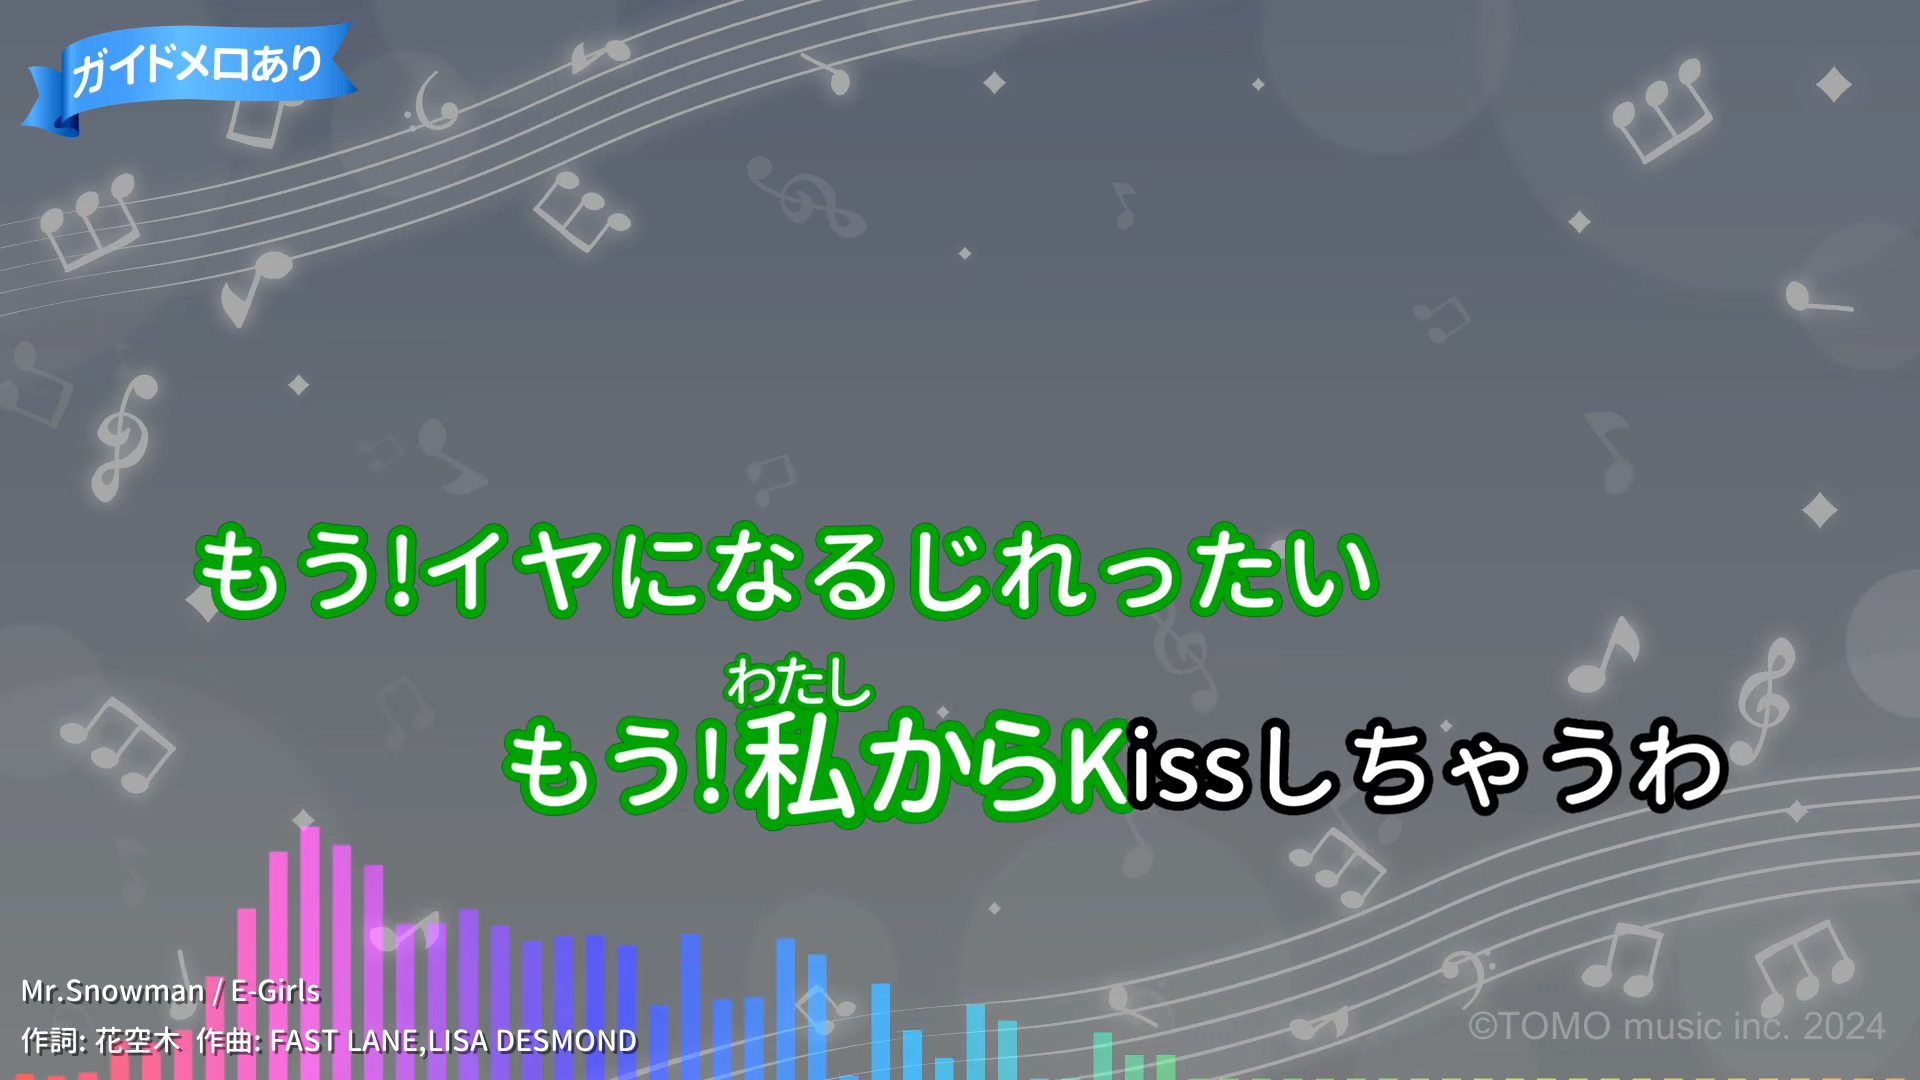 ガイドメロあり
もう!イヤになるじれったい
わたし
もう!私からKissしちゃうわ
Mr.Snowman / E-Girls
作詞: 花空木 作曲: FAST LANE,LISA DESMOND
©TOMO music inc. 2024